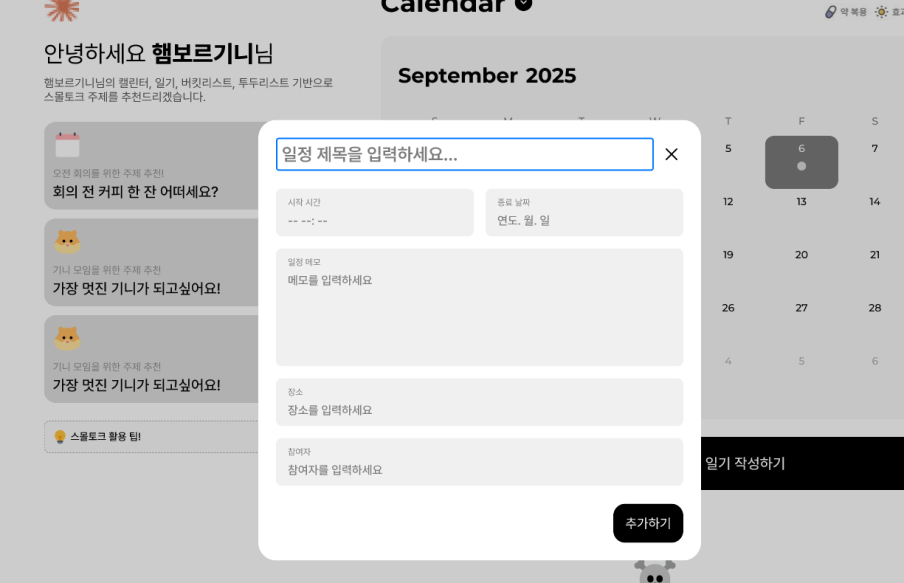 Calendar
약 복용
안녕하세요 햄보르기니님
햄보르기니님의 캘린터, 일기, 버킷리스트, 투두리스트 기반으로
스몰토크 주제를 추천드리겠습니다.
오전 회의를 위한 주제 추천!
회의 전 커피 한 잔 어떠세요?
기니 모임을 위한 주제 추천
가장 멋진 기니가 되고싶어요!
기니 모임을 위한 주제 추천
가장 멋진 기니가 되고싶어요!
스몰토크 활용 팁!
September 2025
T F S
5 6 7
12 13 14
19 20 21
26 27 28
4 5 6
일기 작성하기
일정 제목을 입력하세요...
시작 시간
-- --: --
종료 날짜
연도. 월. 일
일정 메모
메모를 입력하세요
장소
장소를 입력하세요
참여자
참여자를 입력하세요
추가하기